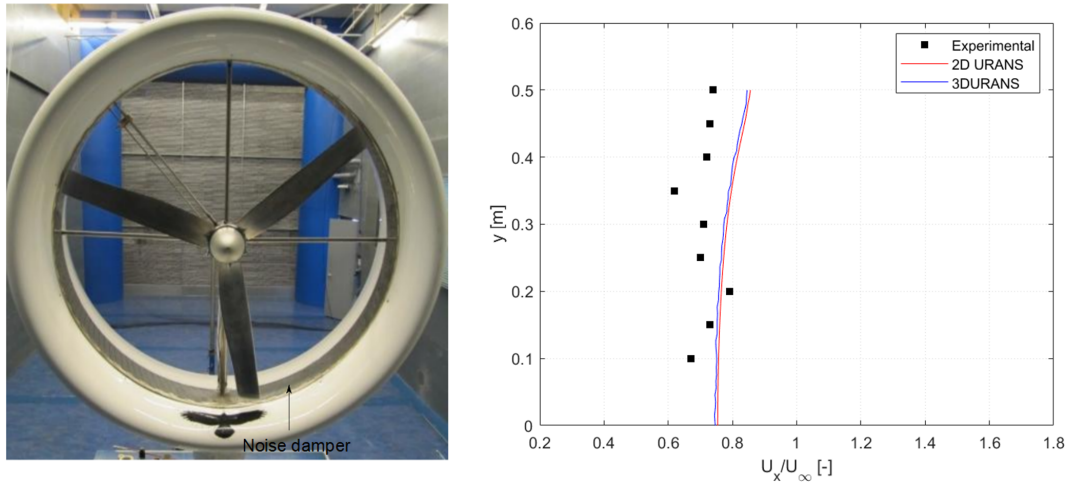 Noise damper
0.6
0.5
0.4
0.3
0.2
0.1
0
y [m]
0.2 0.4 0.6 0.8 1 1.2 1.4 1.6 1.8
U_x/U_∞ [-]
Experimental
2D URANS
3DURANS